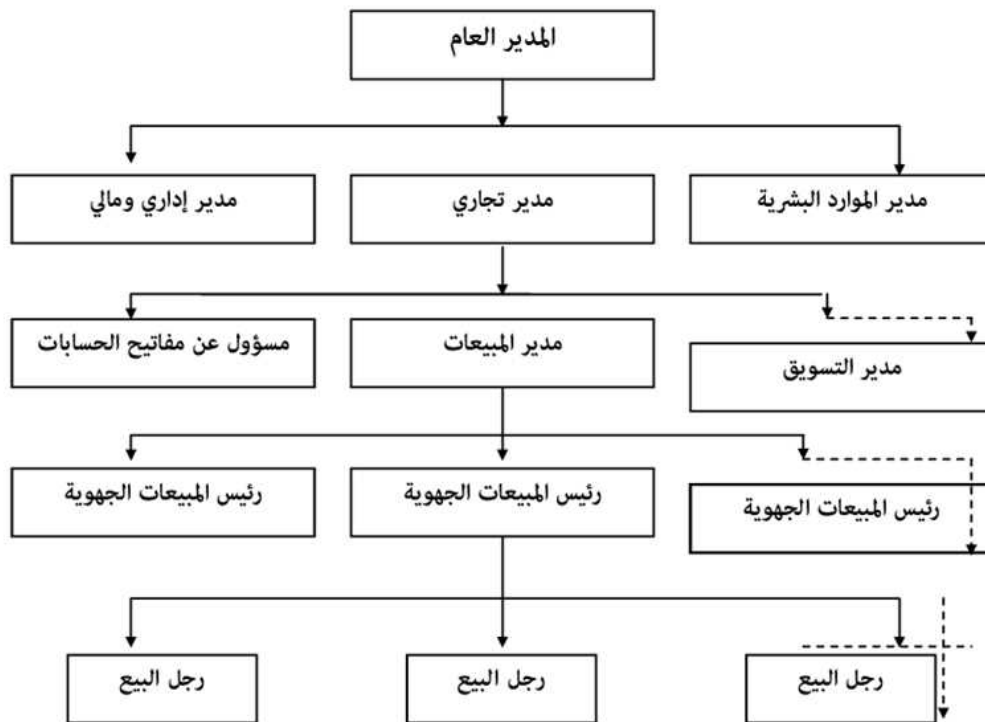 المدير العام
مدير الموارد البشرية
مدير تجاري
مدير إداري ومالي
مدير التسويق
مدير المبيعات
مسؤول عن مفاتيح الحسابات
رئيس المبيعات الجهوية
رئيس المبيعات الجهوية
رئيس المبيعات الجهوية
رجل البيع
رجل البيع
رجل البيع